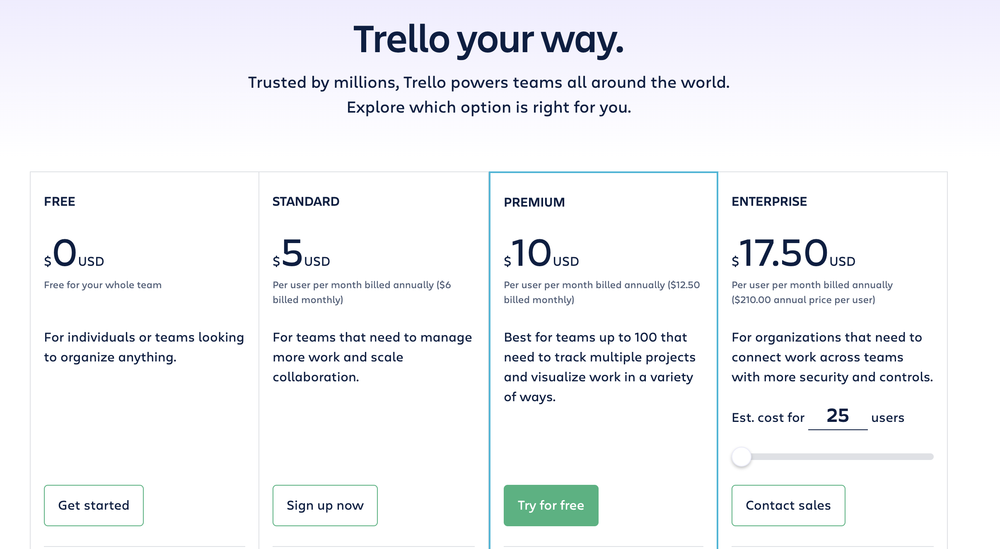 Trello your way.
Trusted by millions, Trello powers teams all around the world.
Explore which option is right for you.
FREE
$0USD
Free for your whole team
For individuals or teams looking
to organize anything.
Get started
STANDARD
$5USD
Per user per month billed annually ($6
billed monthly)
For teams that need to manage
more work and scale
collaboration.
Sign up now
PREMIUM
$10USD
Per user per month billed annually ($12.50
billed monthly)
Best for teams up to 100 that
need to track multiple projects
and visualize work in a variety
of ways.
Try for free
ENTERPRISE
$17.50USD
Per user per month billed annually
($210.00 annual price per user)
For organizations that need to
connect work across teams
with more security and controls.
Est. cost for 25 users
Contact sales